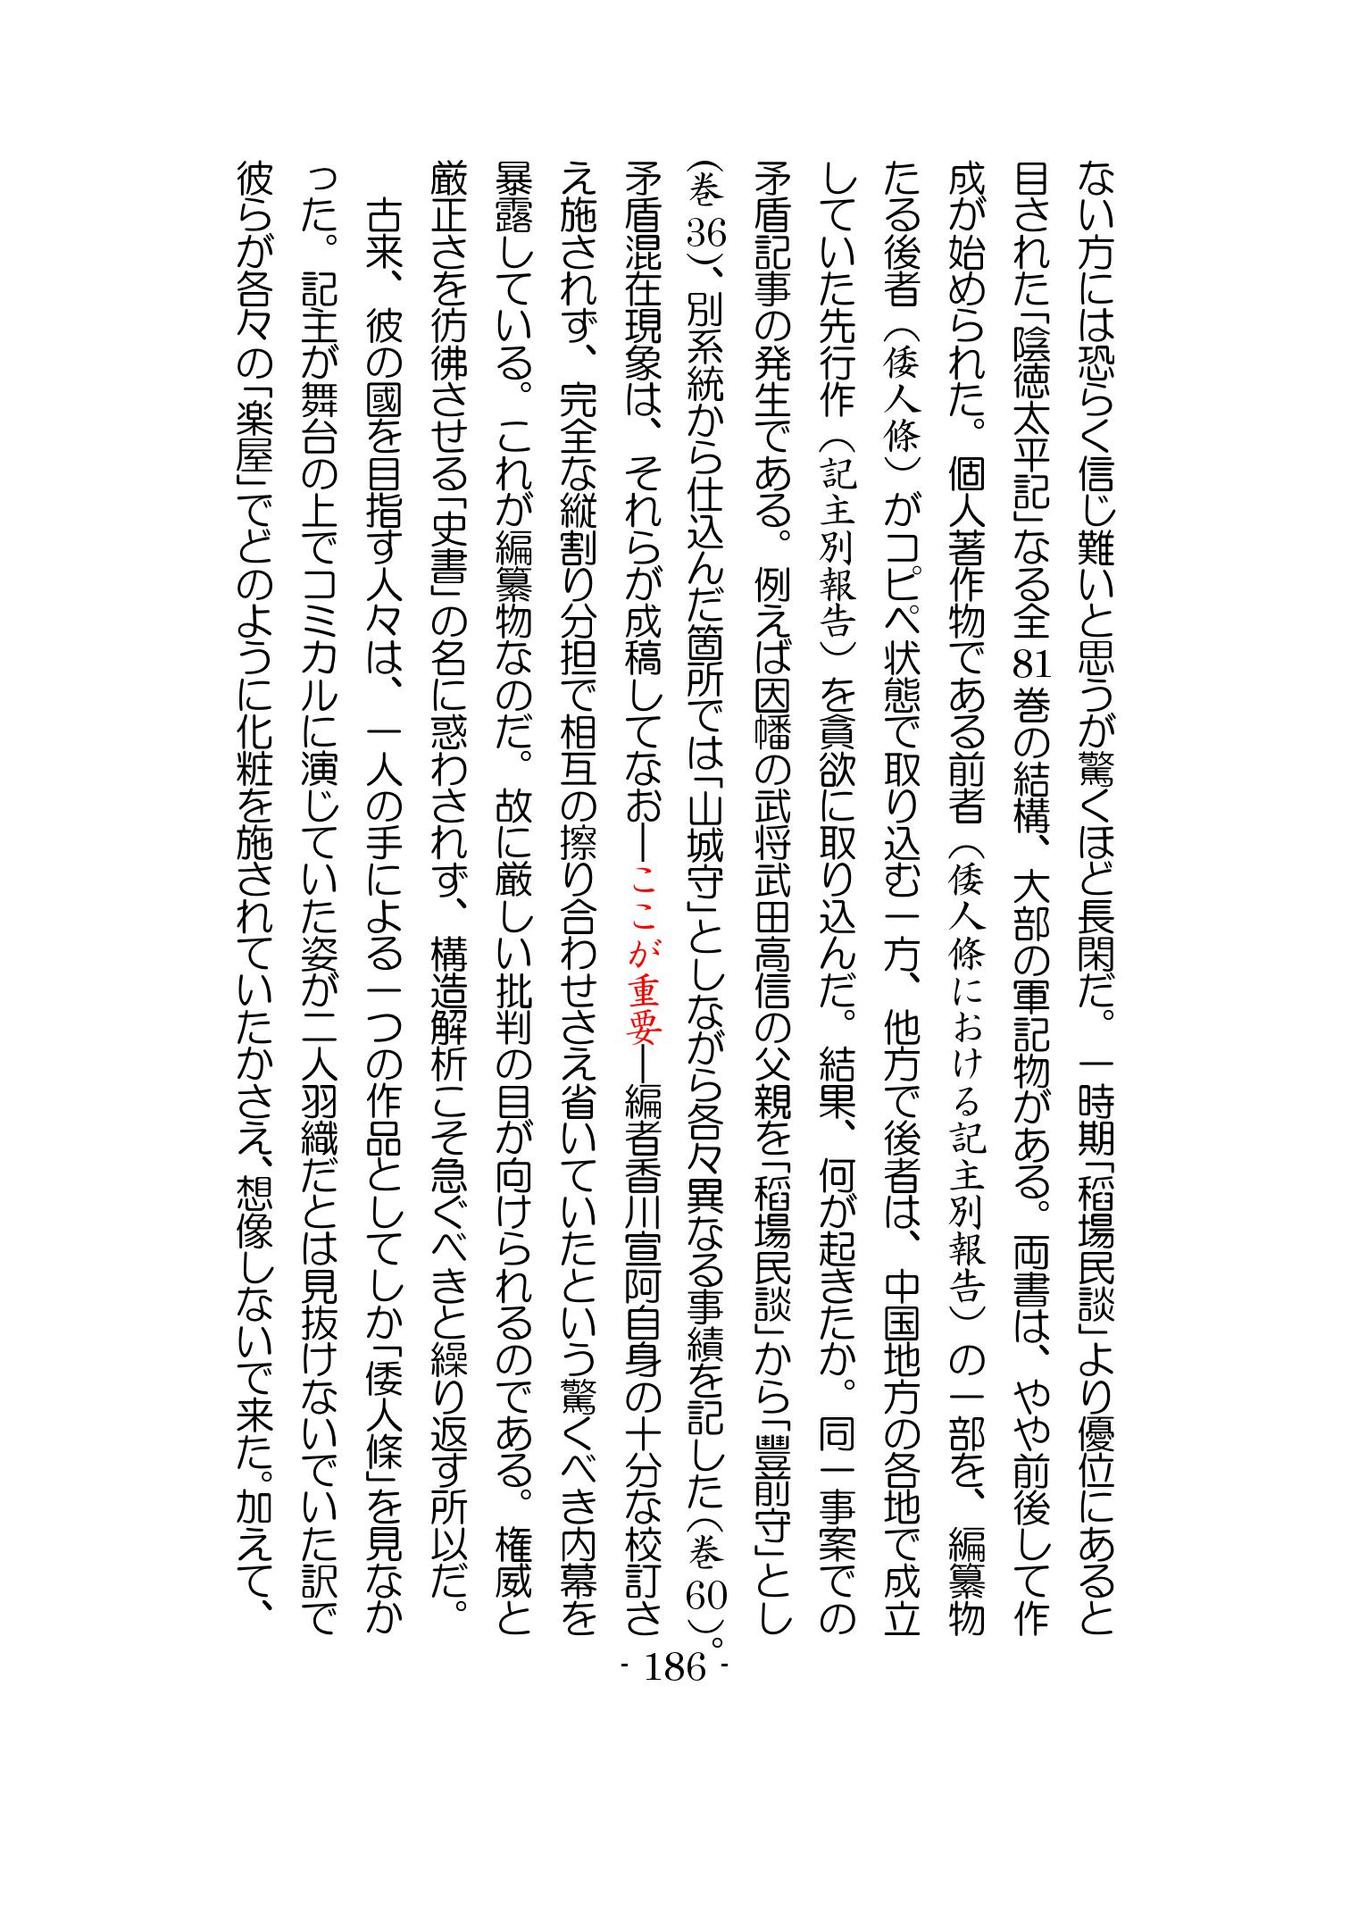 ない方には恐らく信じ難いと思うが驚くほど長閑だ。一時期「稻場民談」より優位にあると
目された「陰徳太平記」なる全81巻の結構、大部の軍記物がある。両書は、やや前後して作
成が始められた。個人著作物である前者（倭人條における記主別報告）の一部を、編纂物
たる後者（倭人條）がコピペ状態で取り込む一方、他方で後者は、中国地方の各地で成立
していた先行作（記主別報告）を貪欲に取り込んだ。結果、何が起きたか。同一事案での
矛盾記事の発生である。例えば因幡の武将武田高信の父親を「稻場民談」から「豐前守」とし
（巻36）、別系統から仕込んだ箇所では「山城守」としながら各々異なる事績を記した（巻60）。
矛盾混在現象は、それらが成稿してなお―ここが重要―編者香川宣阿自身の十分な校訂さ
え施されず、完全な縦割り分担で相互の擦り合わせさえ省いていたという驚くべき内幕を
暴露している。これが編纂物なのだ。故に厳しい批判の目が向けられるのである。権威と
厳正さを彷彿させる「史書」の名に惑わされず、構造解析こそ急ぐべきと繰り返す所以だ。
古来、彼の國を目指す人々は、一人の手による一つの作品としてしか「倭人條」を見なか
った。記主が舞台の上でコミカルに演じていた姿が二人羽織だとは見抜けないでいた訳で
彼らが各々の「楽屋」でどのように化粧を施されていたかさえ、想像しないで来た。加えて、
- 186 -